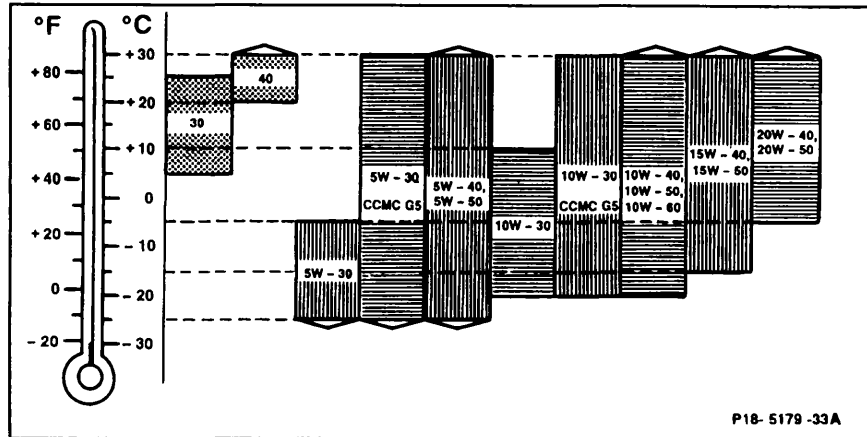 °F °C
+30
+80
40
+20
30
+60
+10
5W - 30
CCMC G5
5W - 40,
5W - 50
10W - 30
CCMC G5
10W - 40,
10W - 50,
10W - 60
15W - 40,
15W - 50
20W - 40,
20W - 50
+40
0
10W - 30
+20
- 10
5W - 30
0
- 20
- 20
- 30
P18- 5179 -33A